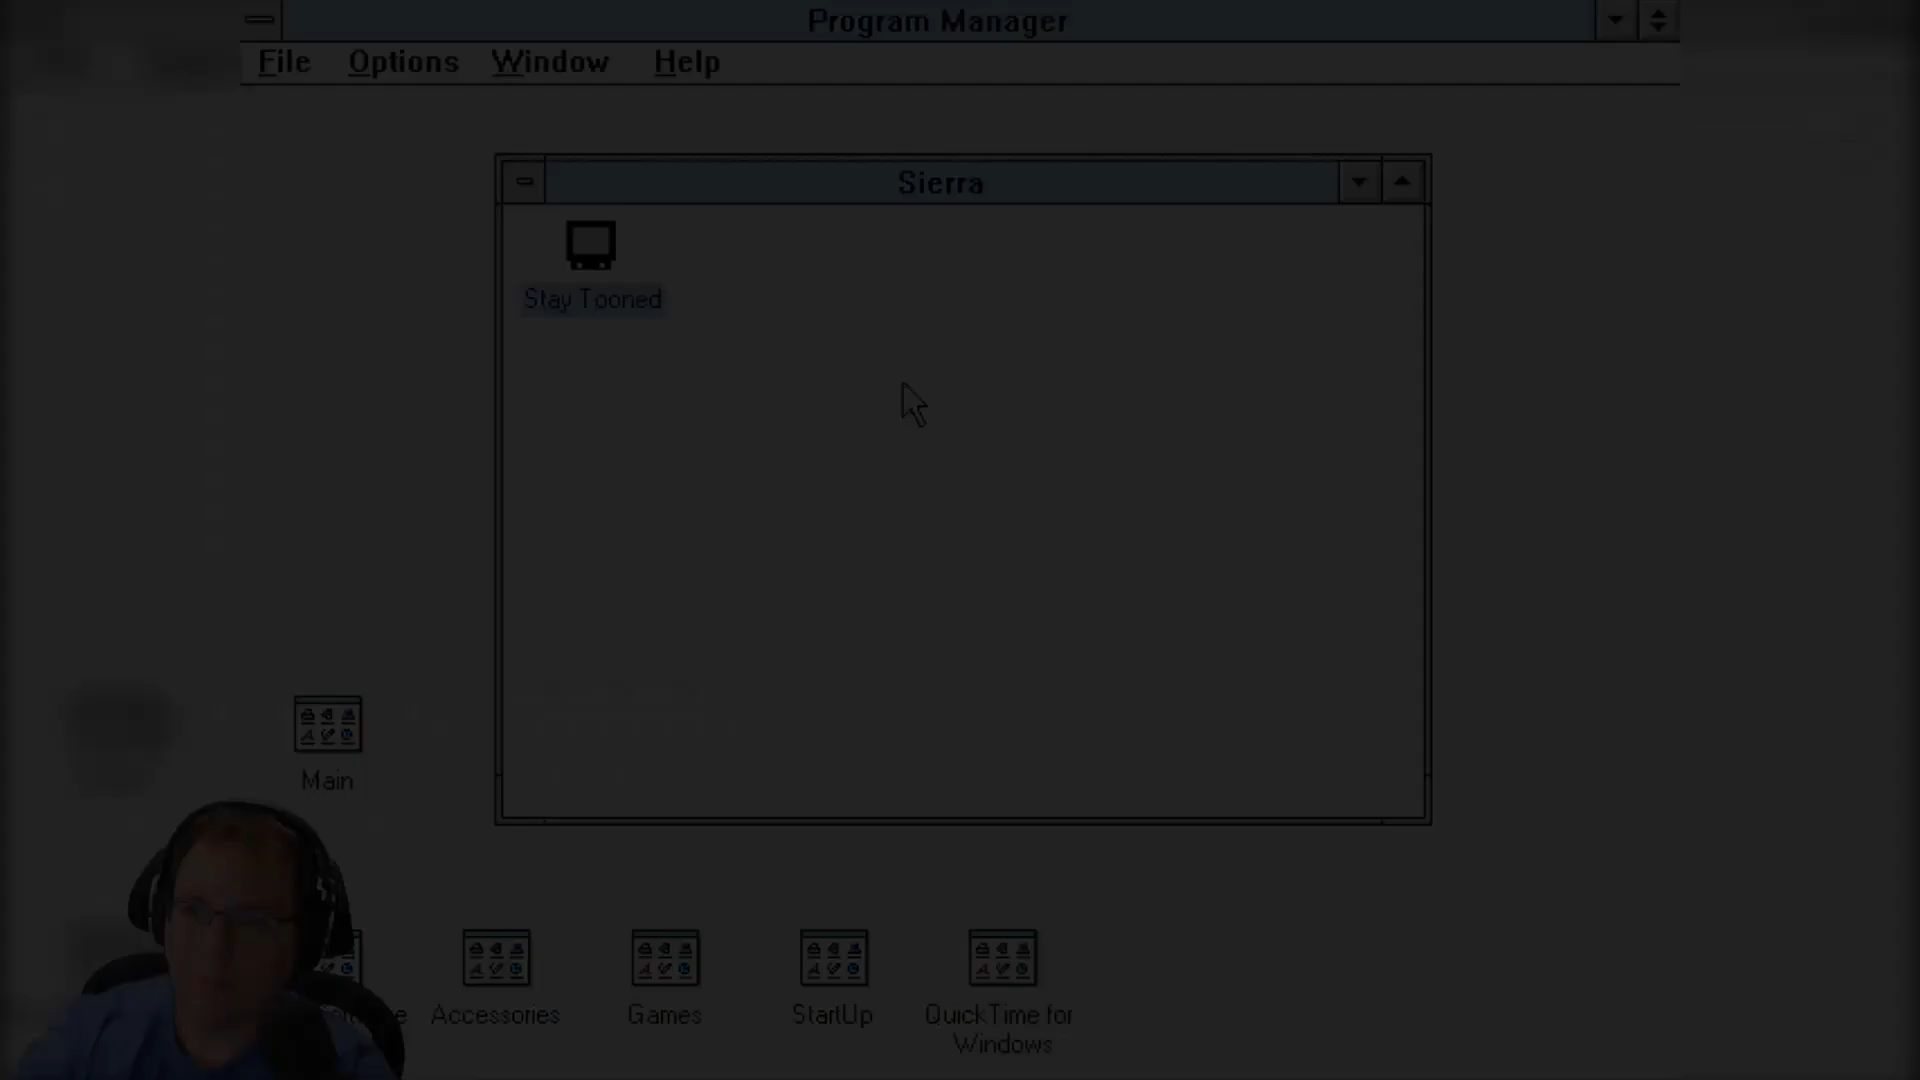 Program Manager
File Options Window Help
Sierra
Stay Tooned
Main
Accessories Games StartUp QuickTime for
Windows